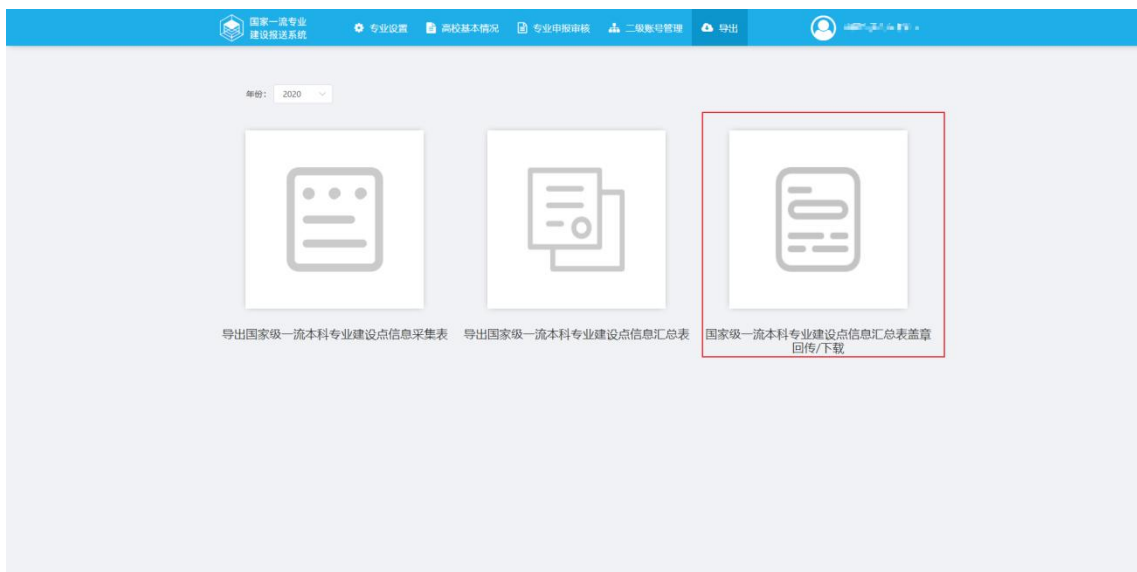 国家一流专业
建设报送系统
专业设置 高校基本情况 专业申报审核 二级账号管理 导出
年份： 2020
导出国家级一流本科专业建设点信息采集表 导出国家级一流本科专业建设点信息汇总表 国家级一流本科专业建设点信息汇总表盖章
回传/下载